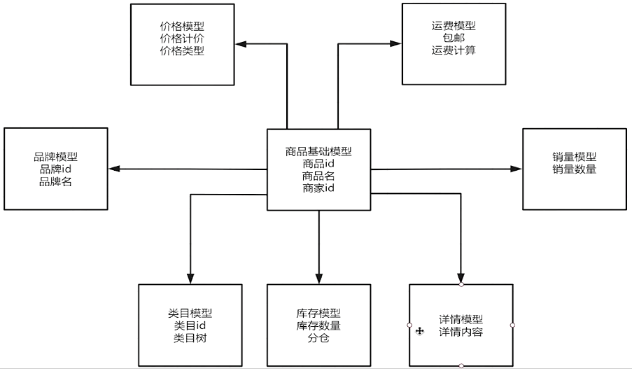 价格模型
价格计价
价格类型
运费模型
包邮
运费计算
品牌模型
品牌id
品牌名
商品基础模型
商品id
商品名
商家id
销量模型
销量数量
类目模型
类目id
类目树
库存模型
库存数量
分仓
详情模型
详情内容